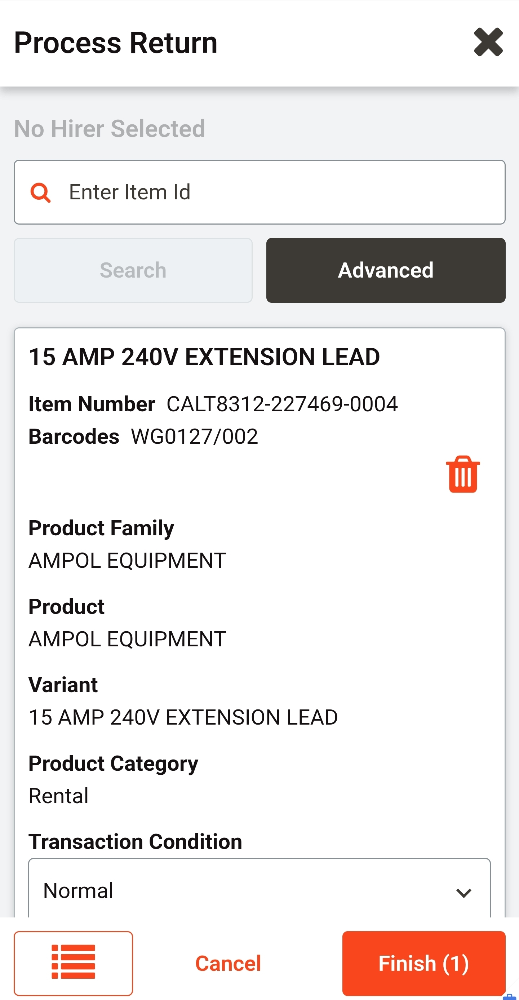 Process Return
No Hirer Selected
Enter Item Id
Search
Advanced
15 AMP 240V EXTENSION LEAD
Item Number CALT8312-227469-0004
Barcodes WG0127/002
Product Family
AMPOL EQUIPMENT
Product
AMPOL EQUIPMENT
Variant
15 AMP 240V EXTENSION LEAD
Product Category
Rental
Transaction Condition
Normal
Cancel
Finish (1)